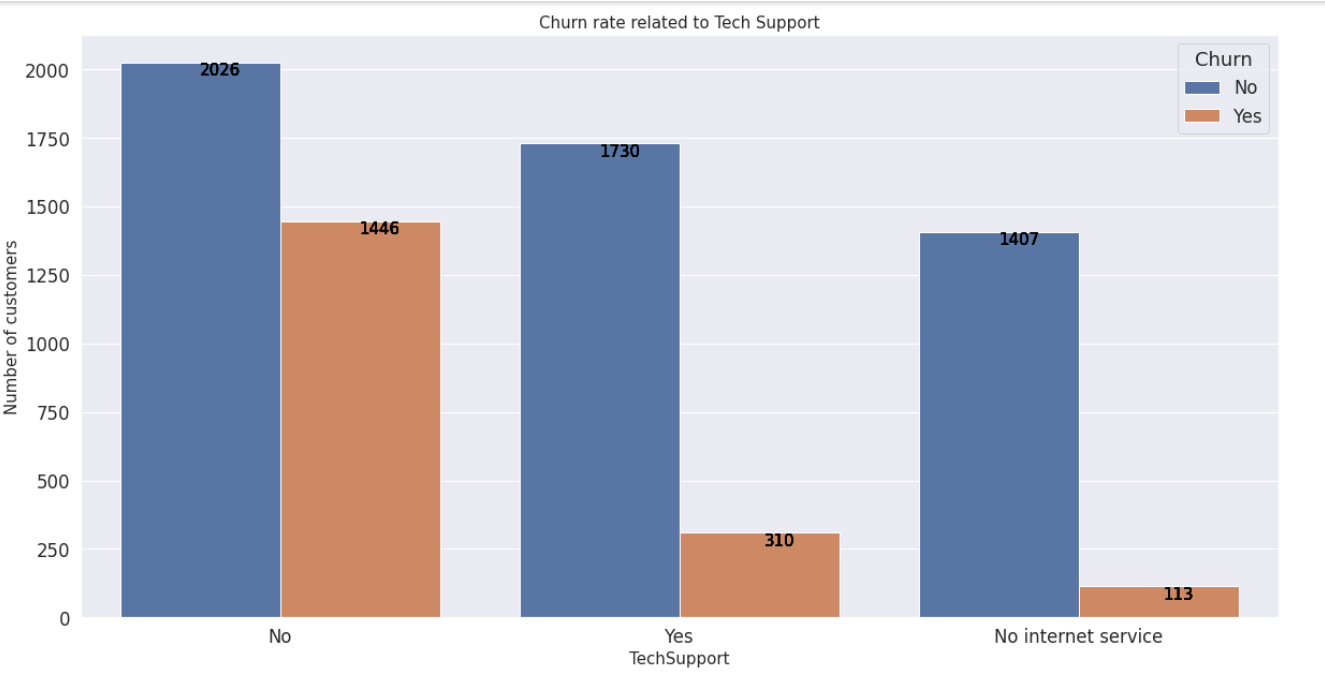 Churn rate related to Tech Support
Churn
No
Yes
Number of customers
2000
1750
1500
1250
1000
750
500
250
0
2026
1446
1730
310
1407
113
No
Yes
No internet service
TechSupport